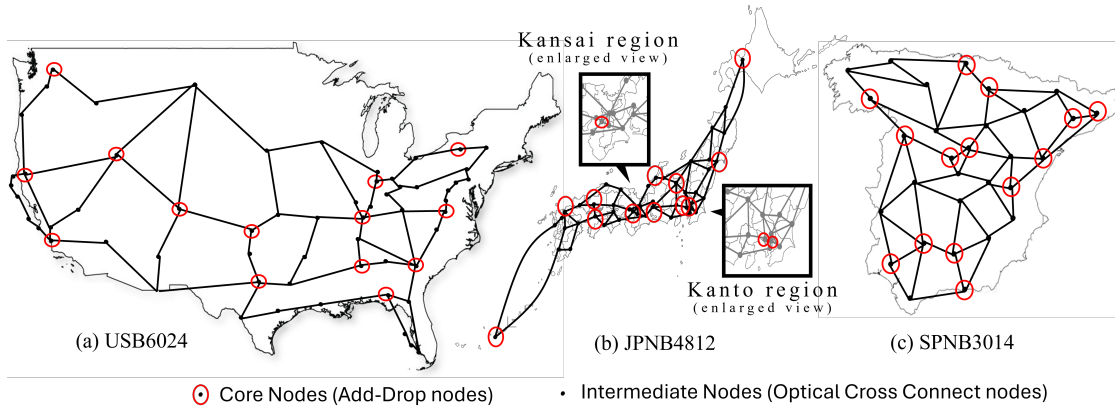 Kansai region
(enlarged view)
Kanto region
(enlarged view)
(a) USB6024
(b) JPNB4812
(c) SPNB3014
Core Nodes (Add-Drop nodes)
Intermediate Nodes (Optical Cross Connect nodes)